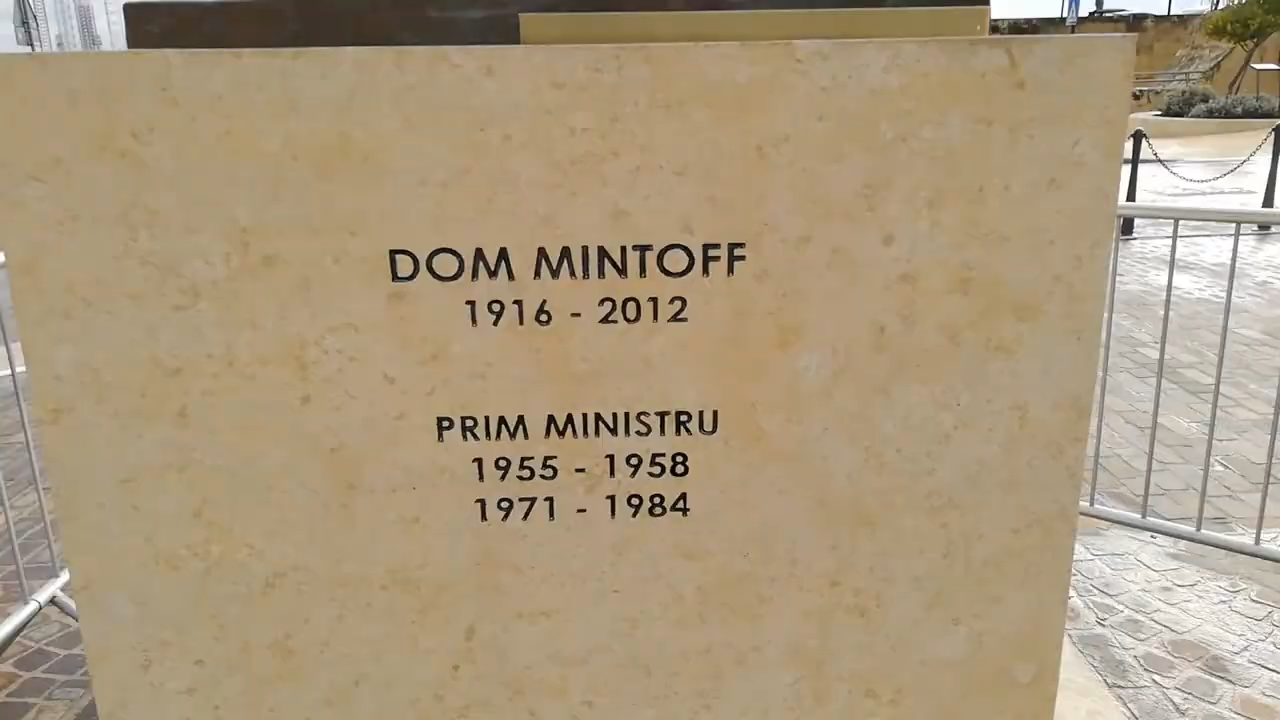 DOM MINTOFF
1916 - 2012
PRIM MINISTRU
1955 - 1958
1971 - 1984